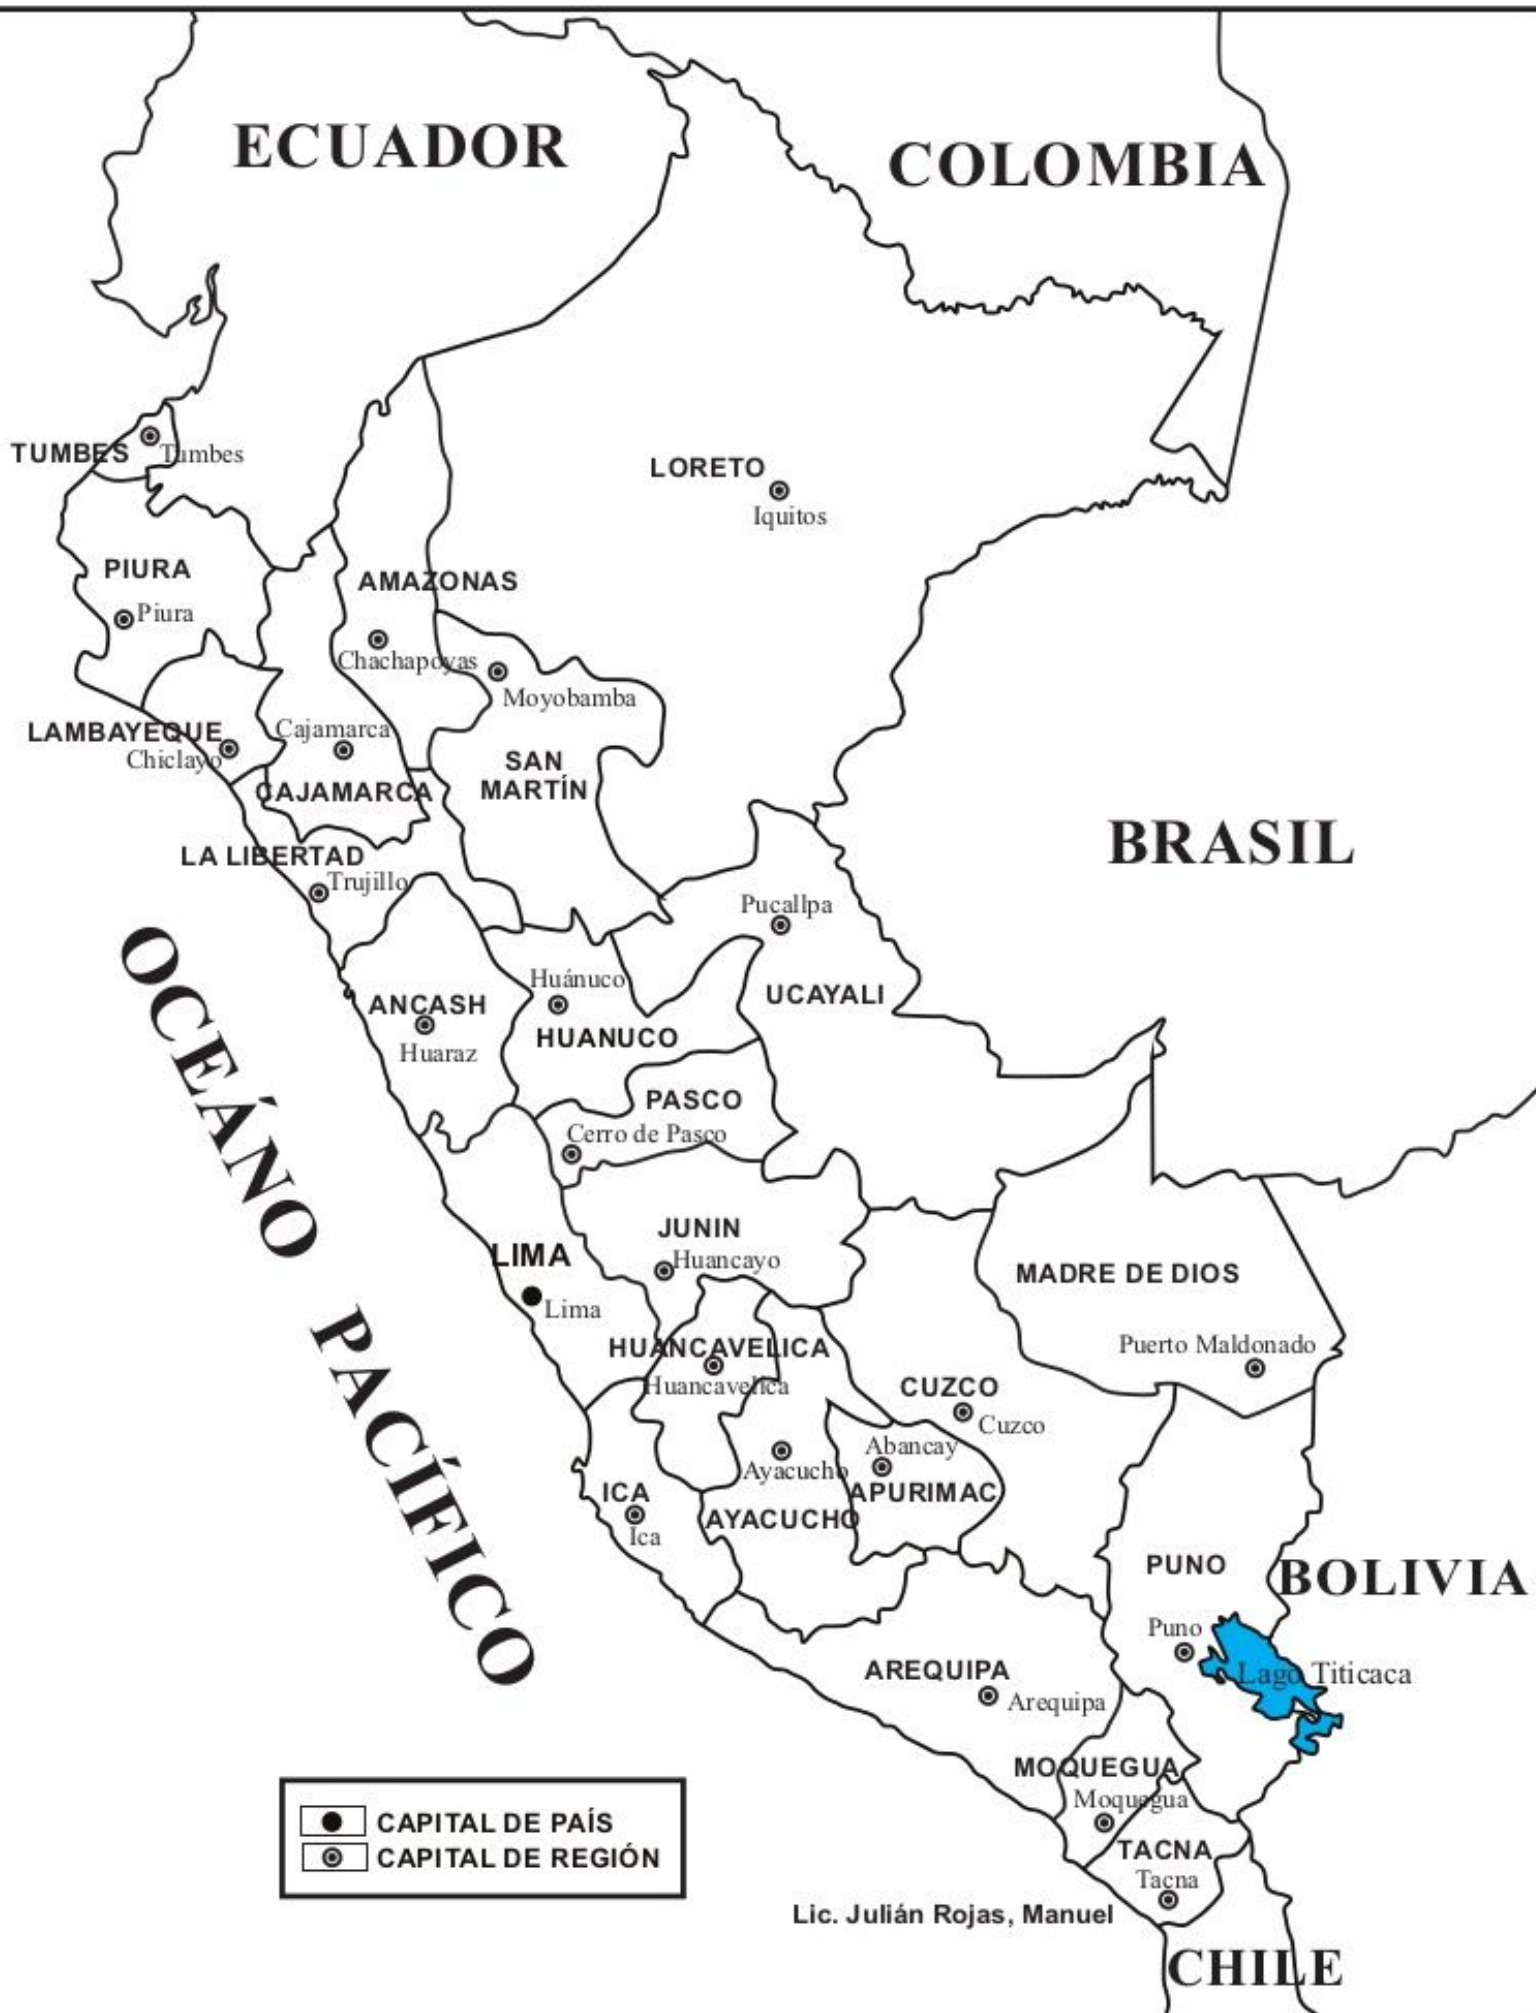 ECUADOR
COLOMBIA
TUMBES
Tumbes
LORETO
Iquitos
PIURA
Piura
AMAZONAS
Chachapoyas
Moyobamba
LAMBAYEQUE
Chiclayo
Cajamarca
CAJAMARCA
SAN
MARTÍN
LA LIBERTAD
Trujillo
BRASIL
Pucallpa
UCAYALI
OCEÁNO PACÍFICO
ANCASH
Huaraz
Huánuco
HUANUCO
PASCO
Cerro de Pasco
JUNIN
Huancayo
LIMA
Lima
MADRE DE DIOS
Puerto Maldonado
HUANCAVELICA
Huancavelica
CUZCO
Cuzco
Abancay
APURIMAC
Ayacucho
AYACUCHO
ICA
Ica
PUNO
Puno
BOLIVIA
Lago Titicaca
AREQUIPA
Arequipa
MOQUEGUA
Moquegua
TACNA
Tacna
CAPITAL DE PAÍS
CAPITAL DE REGIÓN
Lic. Julián Rojas, Manuel
CHILE